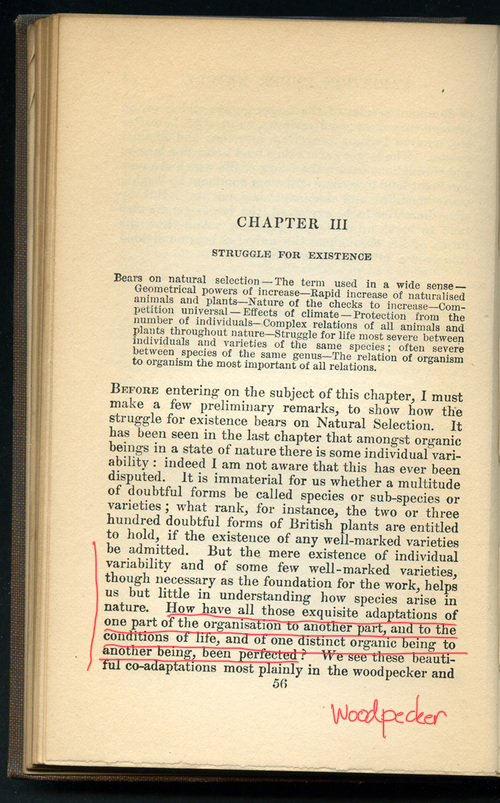 CHAPTER III
STRUGGLE FOR EXISTENCE
Bears on natural selection—The term used in a wide sense—
Geometrical powers of increase—Rapid increase of naturalised
animals and plants—Nature of the checks to increase—Com-
petition universal—Effects of climate—Protection from the
number of individuals—Complex relations of all animals and
plants throughout nature—Struggle for life most severe between
individuals and varieties of the same species; often severe
between species of the same genus—The relation of organism
to organism the most important of all relations.
BEFORE entering on the subject of this chapter, I must
make a few preliminary remarks, to show how the
struggle for existence bears on Natural Selection. It
has been seen in the last chapter that amongst organic
beings in a state of nature there is some individual vari-
ability: indeed I am not aware that this has ever been
disputed. It is immaterial for us whether a multitude
of doubtful forms be called species or sub-species or
varieties; what rank, for instance, the two or three
hundred doubtful forms of British plants are entitled
to hold, if the existence of any well-marked varieties
be admitted. But the mere existence of individual
variability and of some few well-marked varieties,
though necessary as the foundation for the work, helps
us but little in understanding how species arise in
nature. How have all those exquisite adaptations of
one part of the organisation to another part, and to the
conditions of life, and of one distinct organic being to
another being, been perfected? We see these beauti-
ful co-adaptations most plainly in the woodpecker and
56
Woodpecker